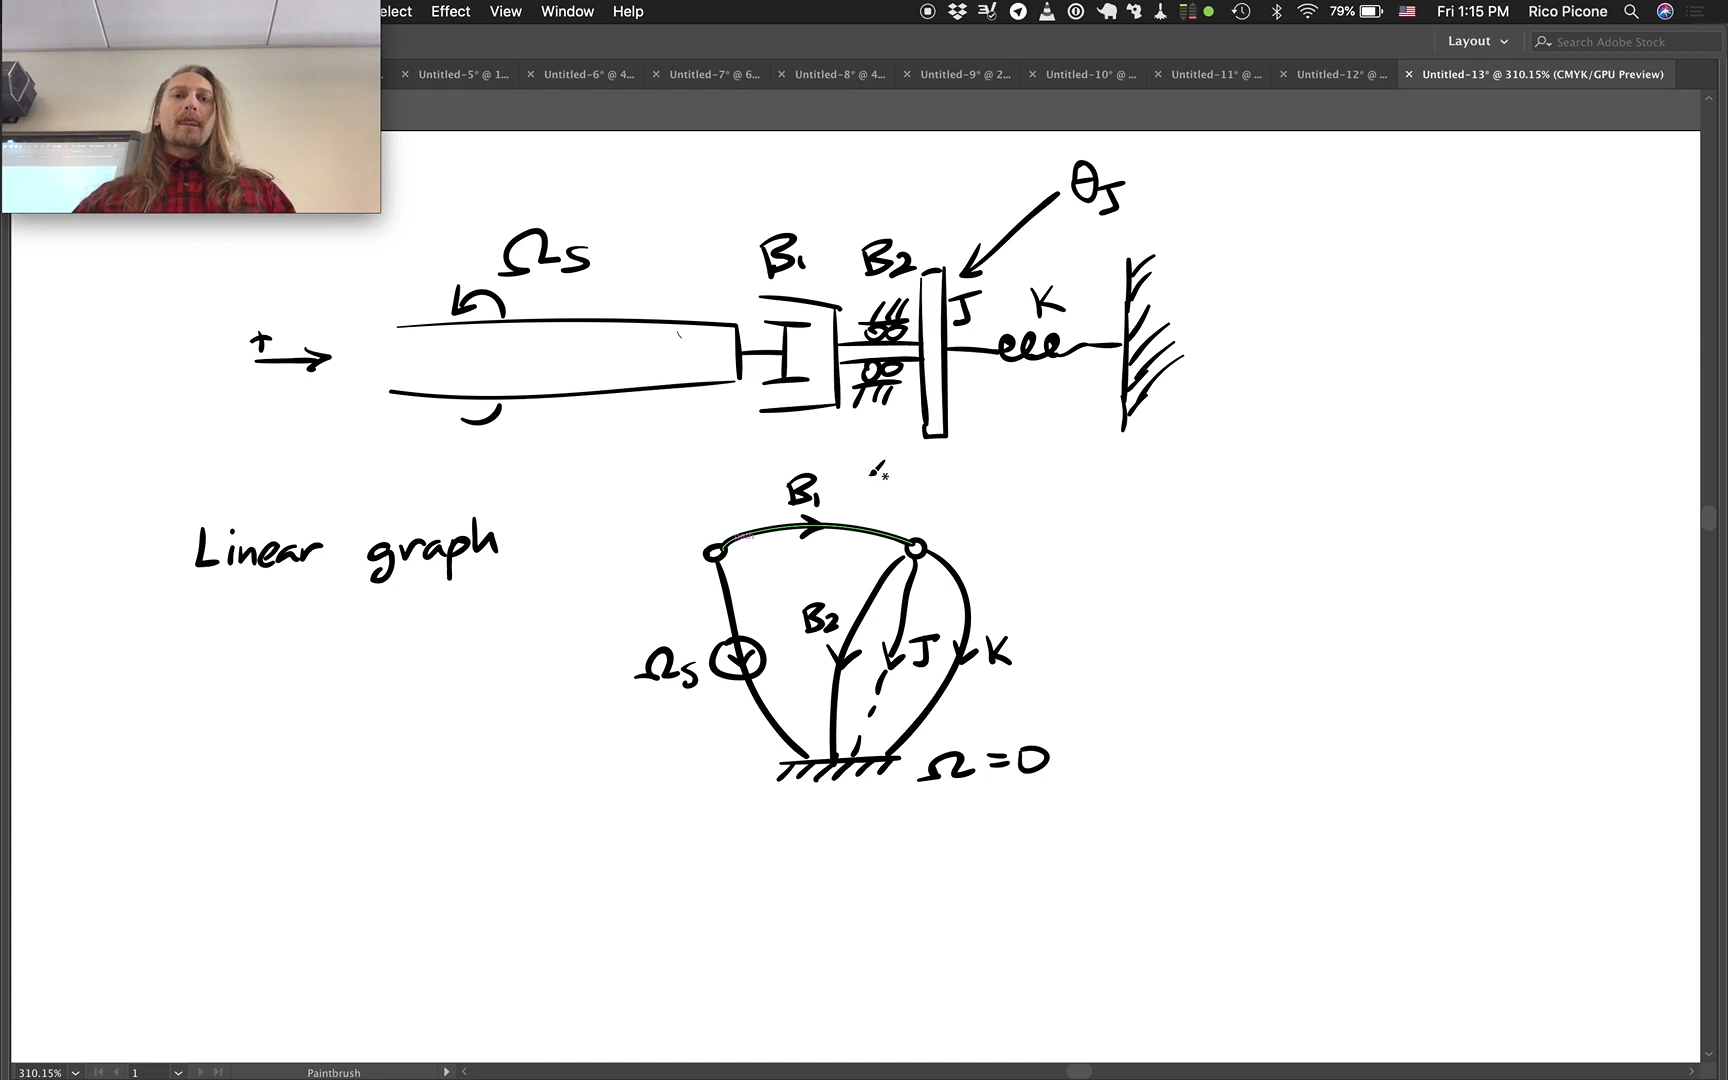 elect Effect View Window Help 79% Fri 1:15 PM Rico Picone
Layout Search Adobe Stock
Untitled-5* @ 1... Untitled-6* @ 4... Untitled-7* @ 6... Untitled-8* @ 4... Untitled-9* @ 2... Untitled-10* @ ... Untitled-11* @ ... Untitled-12* @ ... Untitled-13* @ 310.15% (CMYK/GPU Preview)
θJ
Ωs B1 B2
J K
+
B1
Linear graph
B2
Ωs J K
Ω = 0
310.15% 1 Paintbrush